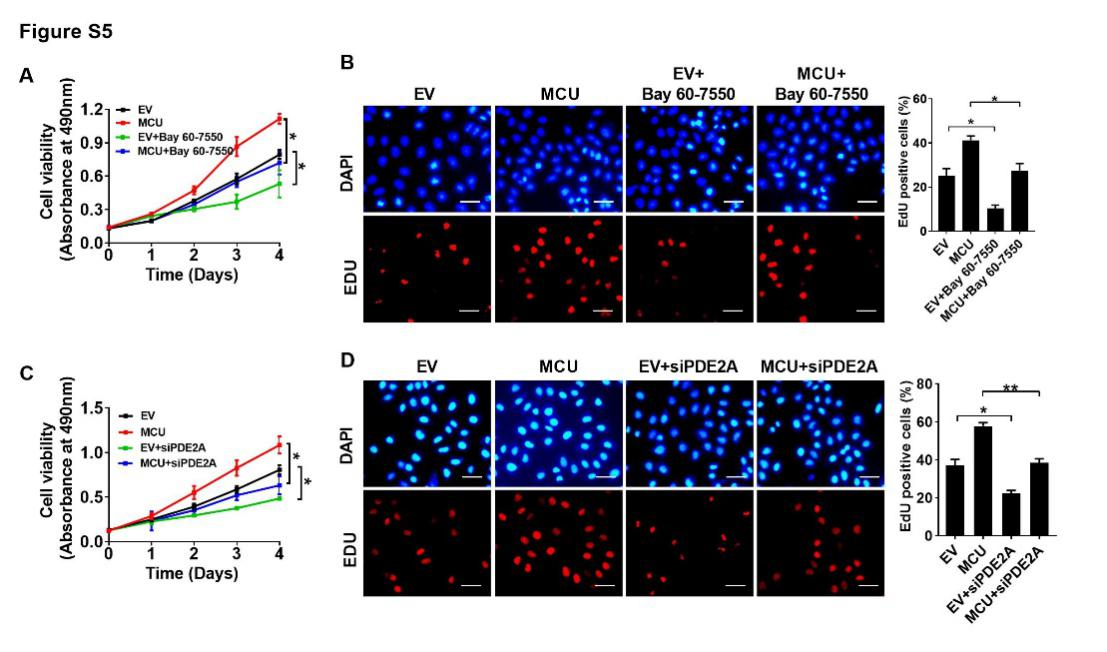 Figure S5
A
Cell viability
(Absorbance at 490nm)
1.2
0.9
0.6
0.3
0.0
EV
MCU
EV+Bay 60-7550
MCU+Bay 60-7550
*
*
0 1 2 3 4
Time (Days)
B
EV
MCU
EV+
Bay 60-7550
MCU+
Bay 60-7550
DAPI
EDU
EdU positive cells (%)
60
40
20
0
*
*
EV
MCU
EV+Bay 60-7550
MCU+Bay 60-7550
C
Cell viability
(Absorbance at 490nm)
1.5
1.0
0.5
0.0
EV
MCU
EV+siPDE2A
MCU+siPDE2A
*
*
0 1 2 3 4
Time (Days)
D
EV
MCU
EV+siPDE2A
MCU+siPDE2A
DAPI
EDU
EdU positive cells (%)
80
60
40
20
0
*
**
EV
MCU
EV+siPDE2A
MCU+siPDE2A